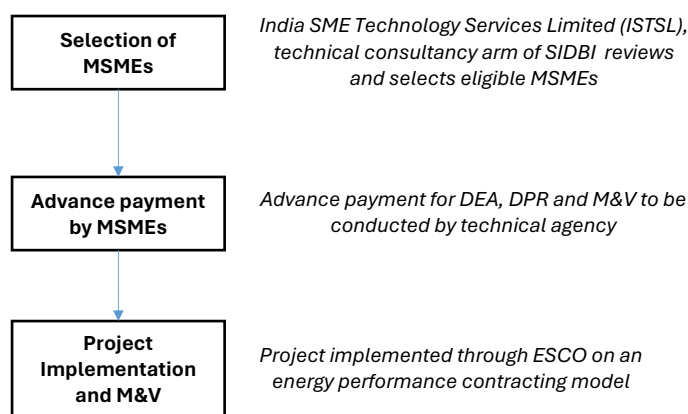 Selection of
MSMEs
India SME Technology Services Limited (ISTSL),
technical consultancy arm of SIDBI reviews
and selects eligible MSMEs
Advance payment
by MSMEs
Advance payment for DEA, DPR and M&V to be
conducted by technical agency
Project
Implementation
and M&V
Project implemented through ESCO on an
energy performance contracting model